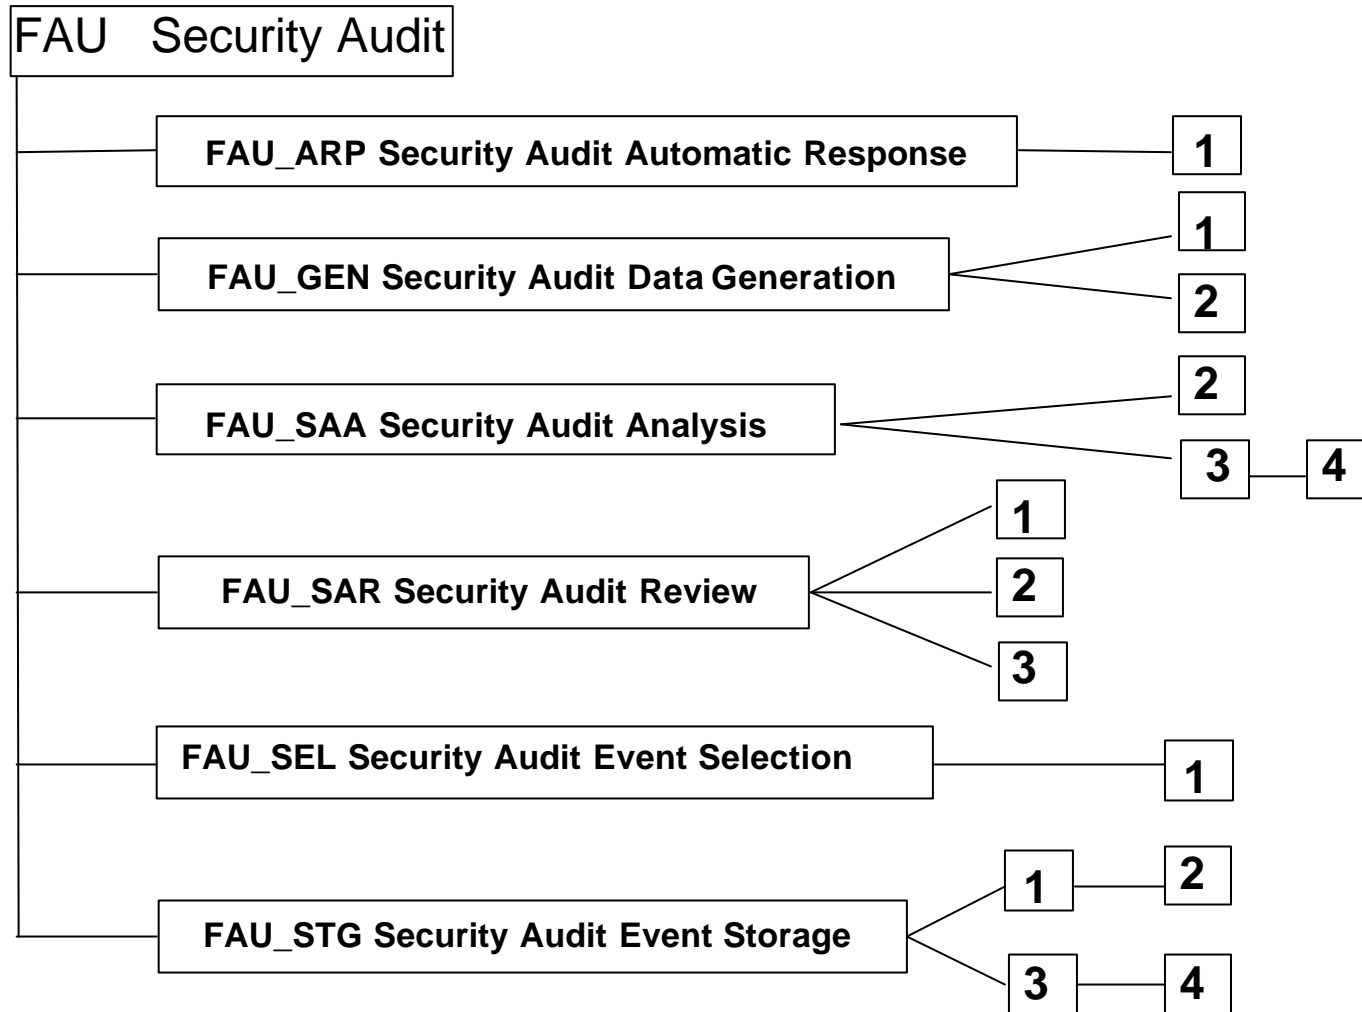 FAU Security Audit
FAU_ARP Security Audit Automatic Response
1
FAU_GEN Security Audit Data Generation
1
2
FAU_SAA Security Audit Analysis
2
3
4
FAU_SAR Security Audit Review
1
2
3
FAU_SEL Security Audit Event Selection
1
FAU_STG Security Audit Event Storage
1
2
3
4